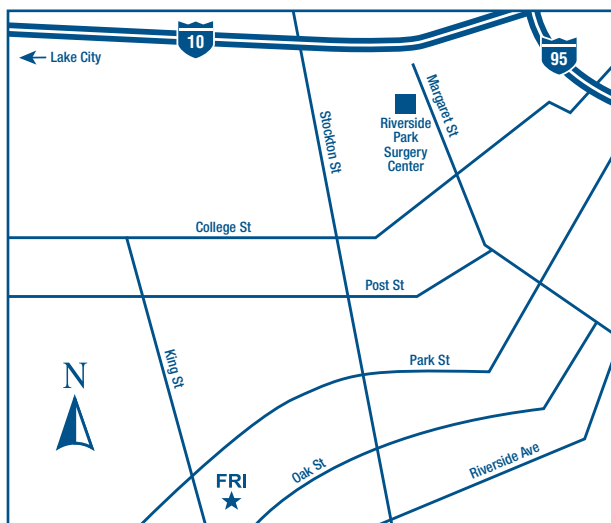 10
95
Lake City
Stockton St
Margaret St
Riverside
Park
Surgery
Center
College St
Post St
King St
Park St
N
FRI
Oak St
Riverside Ave